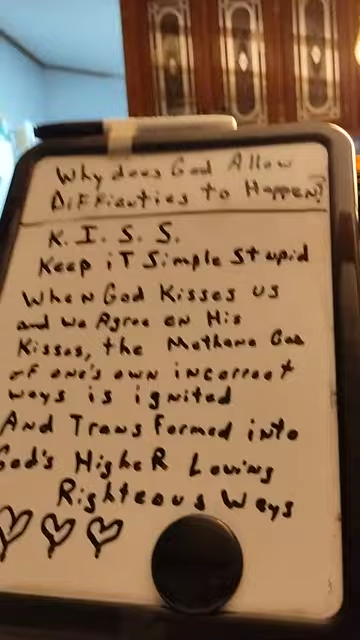 Why does God Allow
Difficulties to Happen?
K. I. S. S.
Keep iT Simple Stupid
When God Kisses us
and we Agree on His
Kisses, the Methane Gas
of one's own incorrect
ways is ignited
And Transformed into
God's HigheR Loving
Righteous Ways